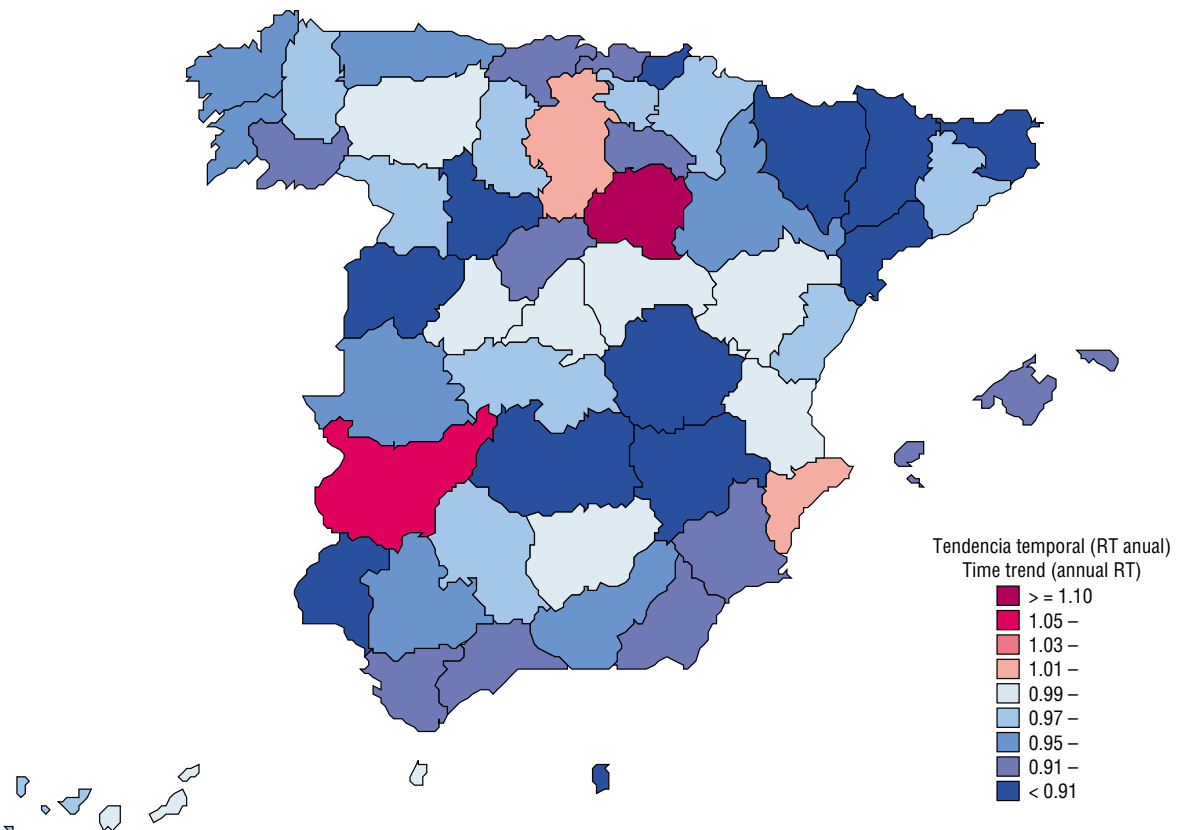 Tendencia temporal (RT anual)
Time trend (annual RT)
> = 1.10
1.05 –
1.03 –
1.01 –
0.99 –
0.97 –
0.95 –
0.91 –
< 0.91